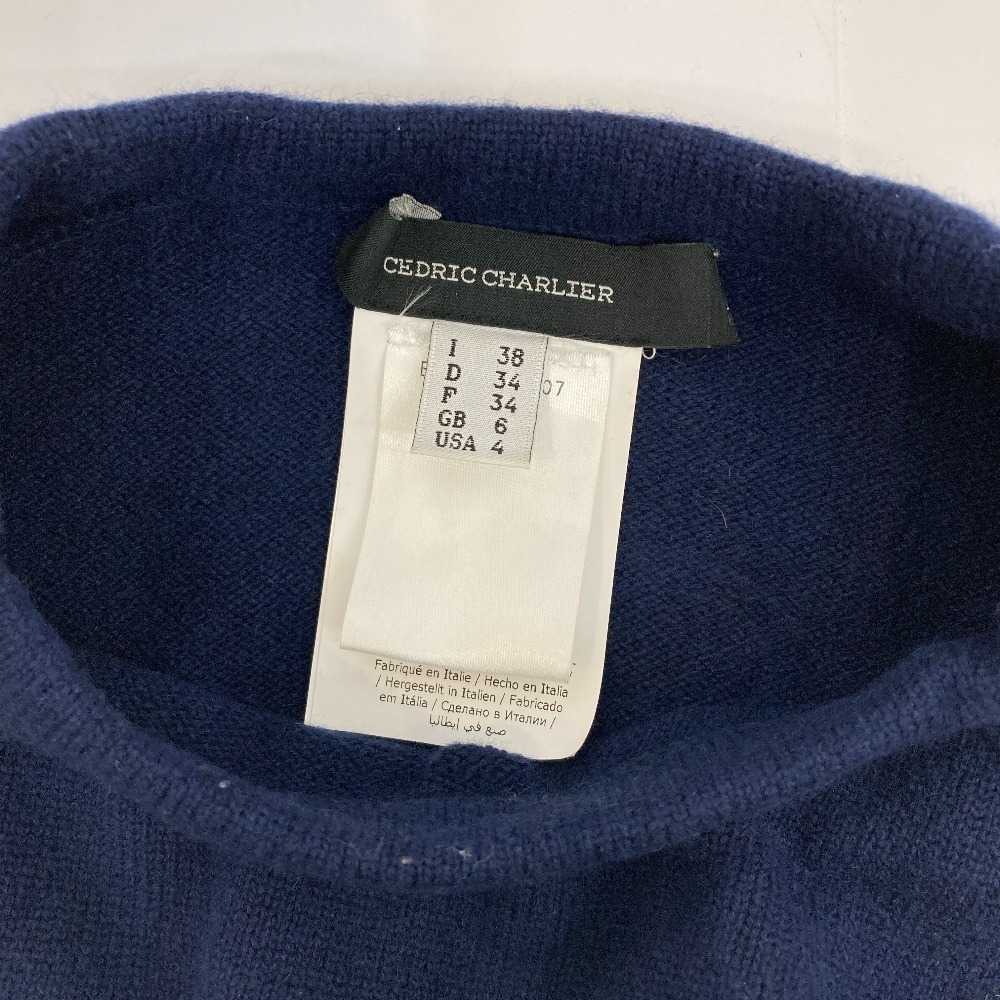 CEDRIC CHARLIER
I 38
D 34
F 34
GB 6
USA 4
07
Fabriqué en Italie / Hecho en Italia
/ Hergestellt in Italien / Fabricado
em Itália / Сделано в Италии /
صنع في إيطاليا